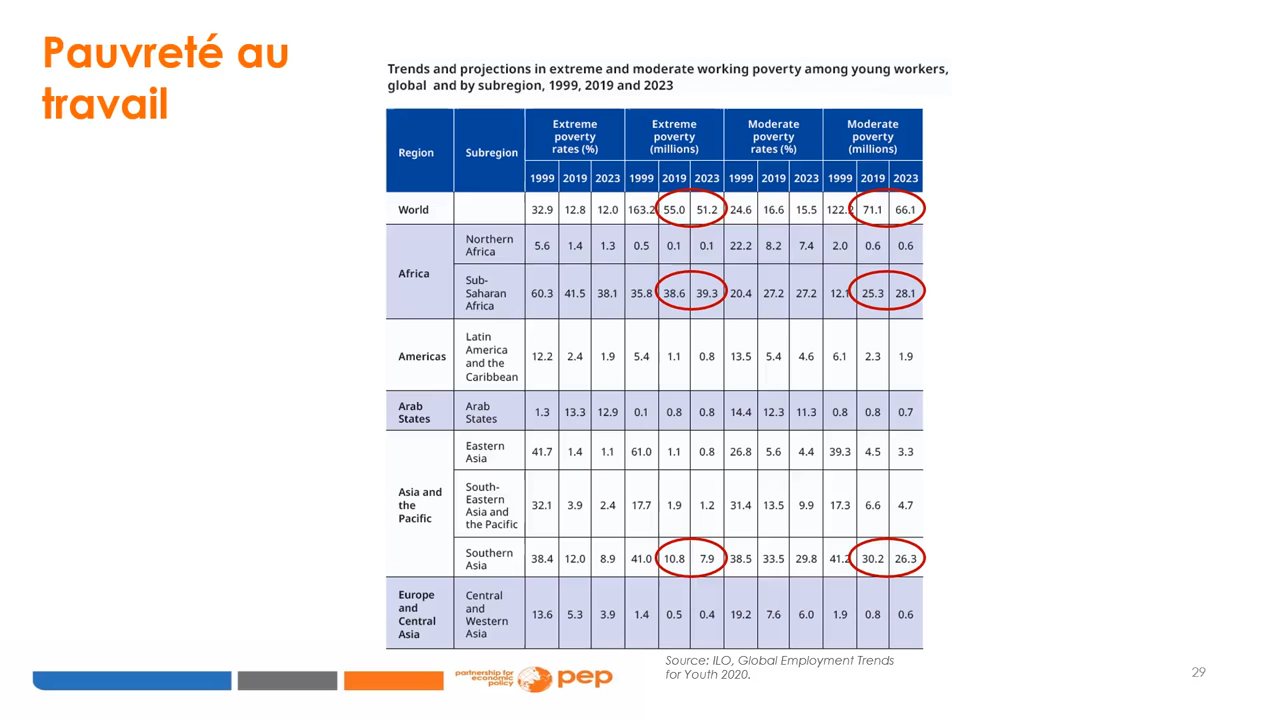 Pauvreté au
travail
Trends and projections in extreme and moderate working poverty among young workers,
global and by subregion, 1999, 2019 and 2023
Region Subregion Extreme poverty rates (%) Extreme poverty (millions) Moderate poverty rates (%) Moderate poverty (millions)
1999 2019 2023 1999 2019 2023 1999 2019 2023 1999 2019 2023
World 32.9 12.8 12.0 163.2 55.0 51.2 24.6 16.6 15.5 122.2 71.1 66.1
Africa
Northern Africa 5.6 1.4 1.3 0.5 0.1 0.1 22.2 8.2 7.4 2.0 0.6 0.6
Sub-Saharan Africa 60.3 41.5 38.1 35.8 38.6 39.3 20.4 27.2 27.2 12.1 25.3 28.1
Americas Latin America and the Caribbean 12.2 2.4 1.9 5.4 1.1 0.8 13.5 5.4 4.6 6.1 2.3 1.9
Arab States Arab States 1.3 13.3 12.9 0.1 0.8 0.8 14.4 12.3 11.3 0.8 0.8 0.7
Asia and the Pacific
Eastern Asia 41.7 1.4 1.1 61.0 1.1 0.8 26.8 5.6 4.4 39.3 4.5 3.3
South-Eastern Asia and the Pacific 32.1 3.9 2.4 17.7 1.9 1.2 31.4 13.5 9.9 17.3 6.6 4.7
Southern Asia 38.4 12.0 8.9 41.0 10.8 7.9 38.5 33.5 29.8 41.2 30.2 26.3
Europe and Central Asia Central and Western Asia 13.6 5.3 3.9 1.4 0.5 0.4 19.2 7.6 6.0 1.9 0.8 0.6
Source: ILO, Global Employment Trends
for Youth 2020.
partnership for
economic
policy
pep
29